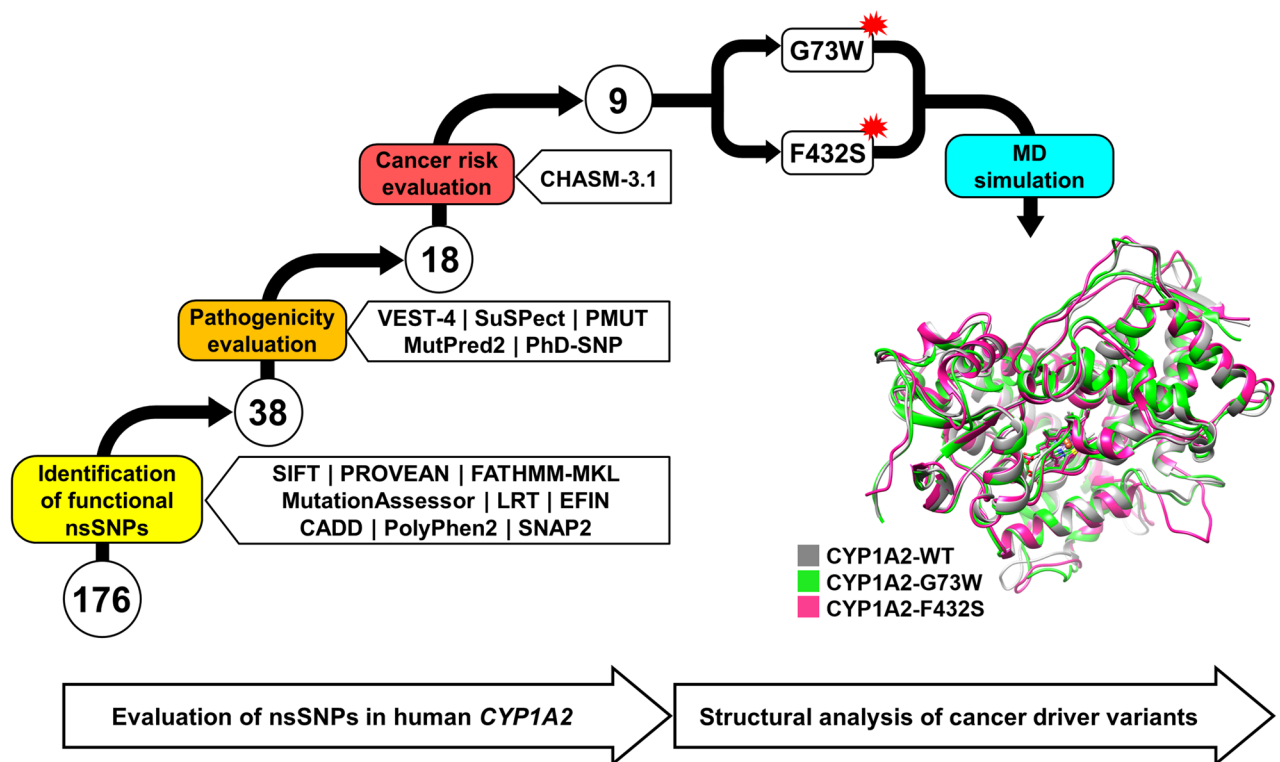 G73W
9
F432S
Cancer risk
evaluation
CHASM-3.1
MD
simulation
18
Pathogenicity
evaluation
VEST-4 | SuSPect | PMUT
MutPred2 | PhD-SNP
38
Identification
of functional
nsSNPs
SIFT | PROVEAN | FATHMM-MKL
MutationAssessor | LRT | EFIN
CADD | PolyPhen2 | SNAP2
176
CYP1A2-WT
CYP1A2-G73W
CYP1A2-F432S
Evaluation of nsSNPs in human CYP1A2
Structural analysis of cancer driver variants